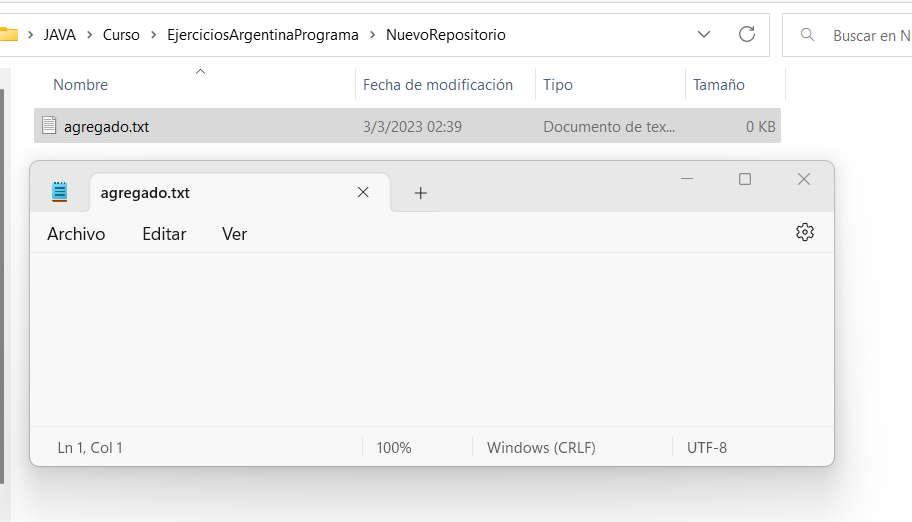 JAVA > Curso > EjerciciosArgentinaPrograma > NuevoRepositorio
Buscar en N
Nombre Fecha de modificación Tipo Tamaño
agregado.txt 3/3/2023 02:39 Documento de tex... 0 KB
agregado.txt
Archivo Editar Ver
Ln 1, Col 1 100% Windows (CRLF) UTF-8